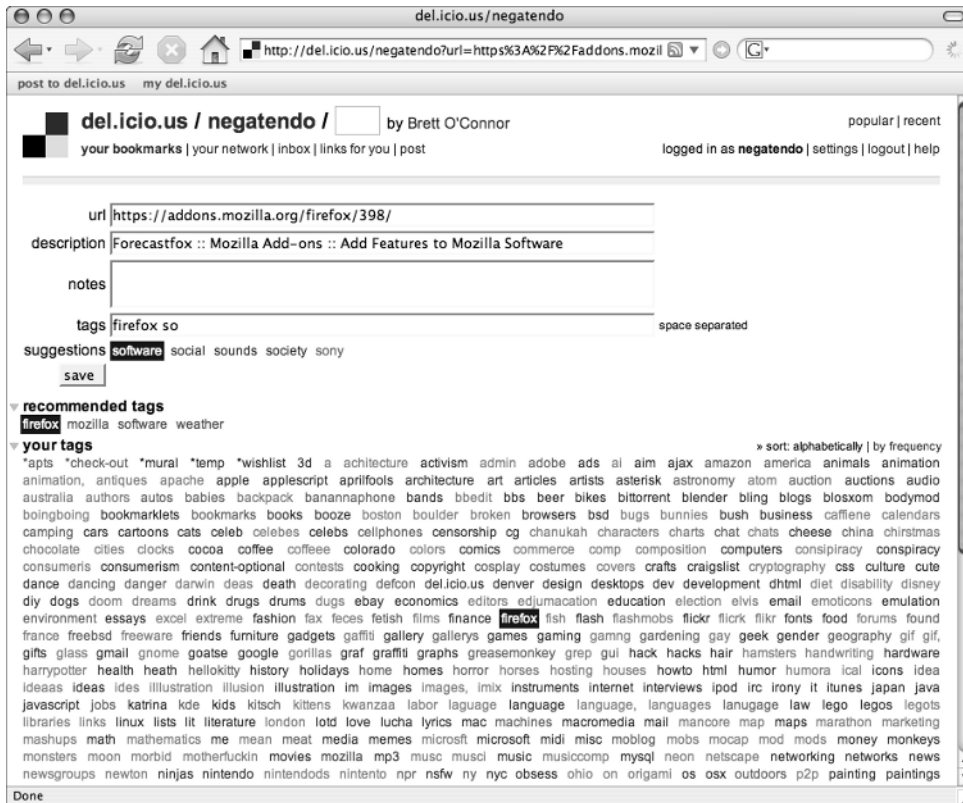 del.icio.us/negatendo
http://del.icio.us/negatendo?url=https%3A%2F%2Faddons.mozil
G
post to del.icio.us my del.icio.us
del.icio.us / negatendo / by Brett O'Connor
popular | recent
your bookmarks | your network | inbox | links for you | post
logged in as negatendo | settings | logout | help
url https://addons.mozilla.org/firefox/398/
description Forecastfox :: Mozilla Add-ons :: Add Features to Mozilla Software
notes
tags firefox so space separated
suggestions software social sounds society sony
save
recommended tags
firefox mozilla software weather
your tags » sort: alphabetically | by frequency
*apts *check-out *mural *temp *wishlist 3d a achitecture activism admin adobe ads ai aim ajax amazon america animals animation
animation, antiques apache apple applescript aprilfools architecture art articles artists asterisk astronomy atom auction auctions audio
australia authors autos babies backpack banannaphone bands bbedit bbs beer bikes bittorrent blender bling blogs blosxom bodymod
boingboing bookmarklets bookmarks books booze boston boulder broken browsers bsd bugs bunnies bush business caffiene calendars
camping cars cartoons cats celeb celebes celebs cellphones censorship cg chanukah characters charts chat chats cheese china chirstmas
chocolate cities clocks cocoa coffee coffeee colorado colors comics commerce comp composition computers consipiracy conspiracy
consumeris consumerism content-optional contests cooking copyright cosplay costumes covers crafts craigslist cryptography css culture cute
dance dancing danger darwin deas death decorating defcon del.icio.us denver design desktops dev development dhtml diet disability disney
diy dogs doom dreams drink drugs drums dugs ebay economics editors edjumacation education election elvis email emoticons emulation
environment essays excel extreme fashion fax feces fetish films finance firefox fish flash flashmobs flickr flicrk flikr fonts food forums found
france freebsd freeware friends furniture gadgets gaffiti gallery gallerys games gaming gamng gardening gay geek gender geography gif gif,
gifts glass gmail gnome goatse google gorillas graf graffiti graphs greasemonkey grep gui hack hacks hair hamsters handwriting hardware
harrypotter health heath hellokitty history holidays home homes horror horses hosting houses howto html humor humora ical icons idea
ideaas ideas ides illlustration illusion illustration im images images, imix instruments internet interviews ipod irc irony it itunes japan java
javascript jobs katrina kde kids kitsch kittens kwanzaa labor laguage language language, languages lanugage law lego legos legots
libraries links linux lists lit literature london lotd love lucha lyrics mac machines macromedia mail mancore map maps marathon marketing
mashups math mathematics me mean meat media memes microsft microsoft midi misc moblog mobs mocap mod mods money monkeys
monsters moon morbid motherfuckin movies mozilla mp3 musc musci music musiccomp mysql neon netscape networking networks news
newsgroups newton ninjas nintendo nintendods nintento npr nsfw ny nyc obsess ohio on origami os osx outdoors p2p painting paintings
Done